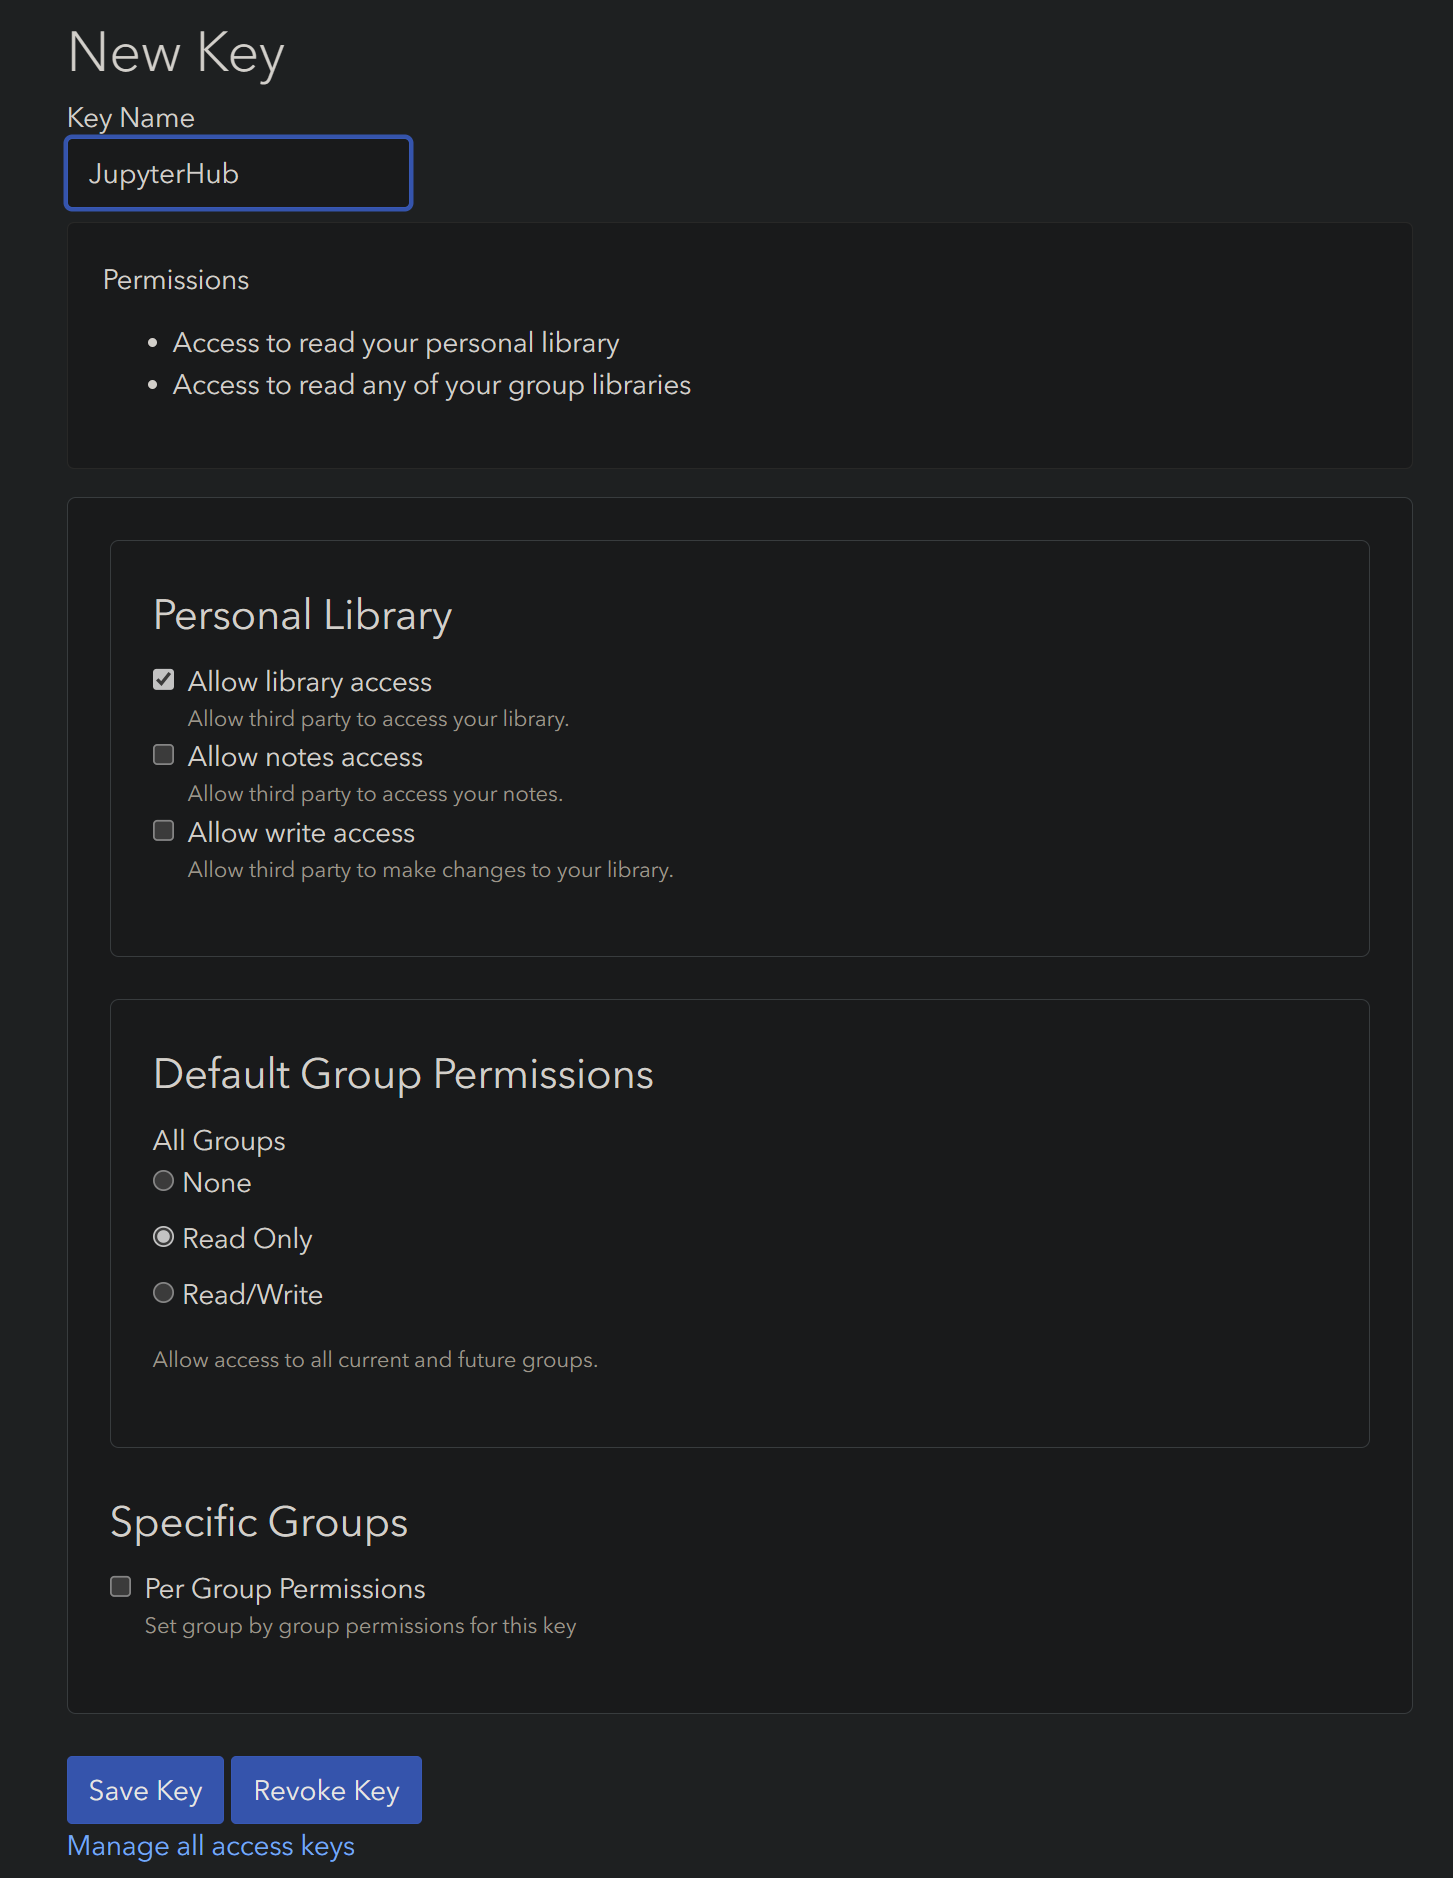 New Key
Key Name
JupyterHub
Permissions
• Access to read your personal library
• Access to read any of your group libraries
Personal Library
Allow library access
Allow third party to access your library.
Allow notes access
Allow third party to access your notes.
Allow write access
Allow third party to make changes to your library.
Default Group Permissions
All Groups
None
Read Only
Read/Write
Allow access to all current and future groups.
Specific Groups
Per Group Permissions
Set group by group permissions for this key
Save Key Revoke Key
Manage all access keys